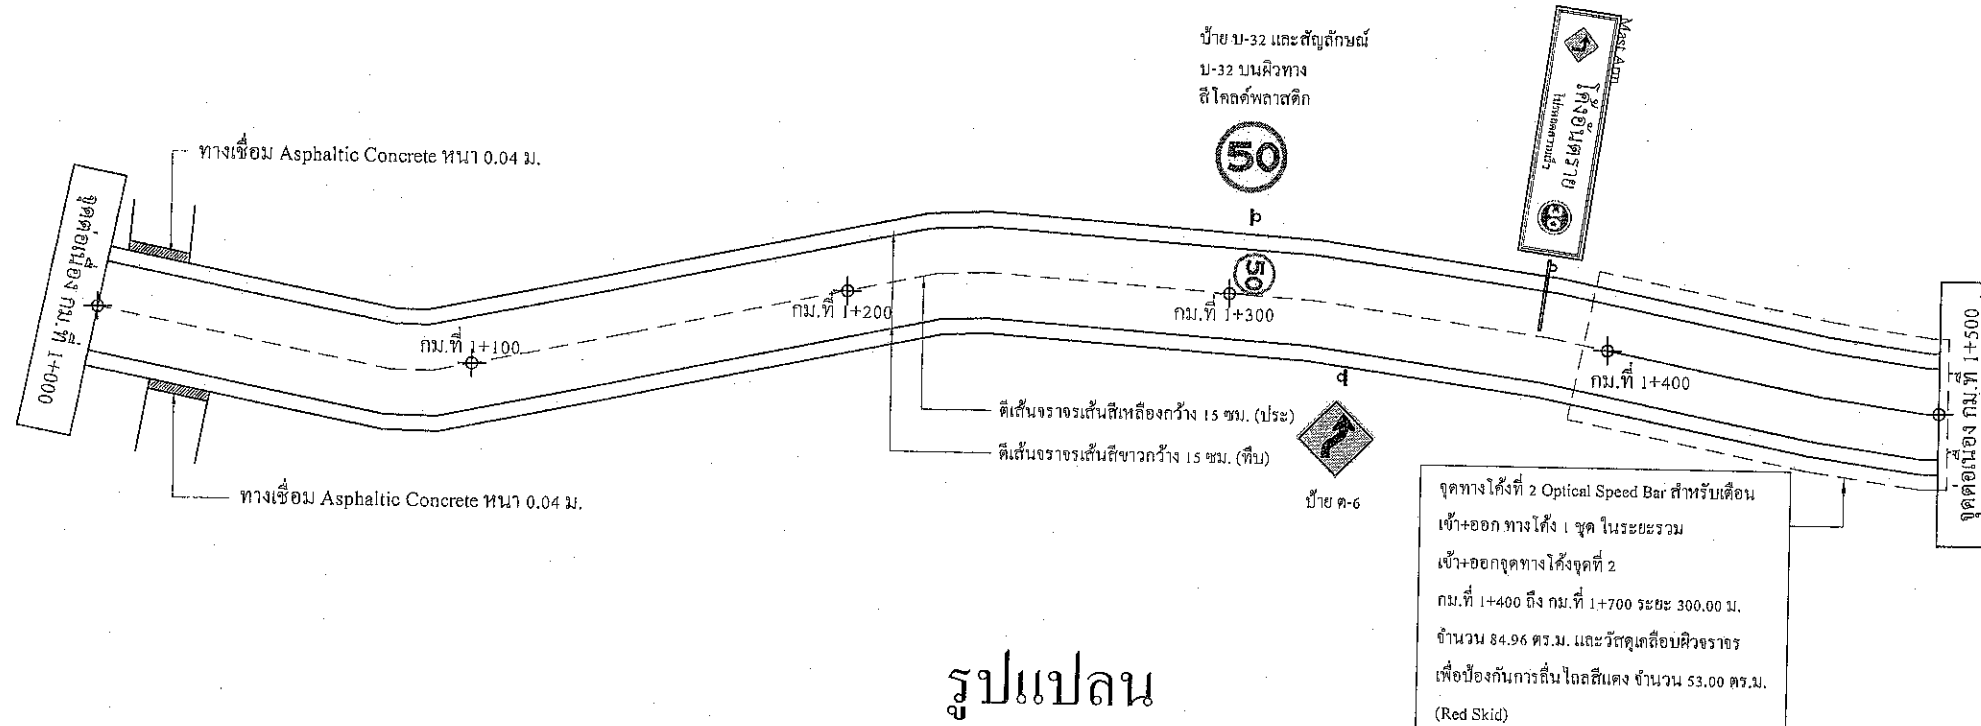 ป้าย บ-32 และสัญลักษณ์
บ-32 บนผิวทาง
สีโคลด์พลาสติก
50
Mast Arm
โค้งอันตราย
โปรดลดความเร็ว
ทางเชื่อม Asphaltic Concrete หนา 0.04 ม.
จุดต่อเนื่อง กม.ที่ 1+000
50
กม.ที่ 1+100
กม.ที่ 1+200
กม.ที่ 1+300
กม.ที่ 1+400
จุดต่อเนื่อง กม.ที่ 1+500
ตีเส้นจราจรเส้นสีเหลืองกว้าง 15 ซม. (ประ)
ตีเส้นจราจรเส้นสีขาวกว้าง 15 ซม. (ทึบ)
ป้าย ต-6
ทางเชื่อม Asphaltic Concrete หนา 0.04 ม.
จุดทางโค้งที่ 2 Optical Speed Bar สำหรับเตือน
เข้า+ออก ทางโค้ง 1 ชุด ในระยะรวม
เข้า+ออกจุดทางโค้งจุดที่ 2
กม.ที่ 1+400 ถึง กม.ที่ 1+700 ระยะ 300.00 ม.
จำนวน 84.96 ตร.ม. และวัสดุเคลือบผิวจราจร
เพื่อป้องกันการลื่นไถลสีแดง จำนวน 53.00 ตร.ม.
(Red Skid)
รูปแปลน